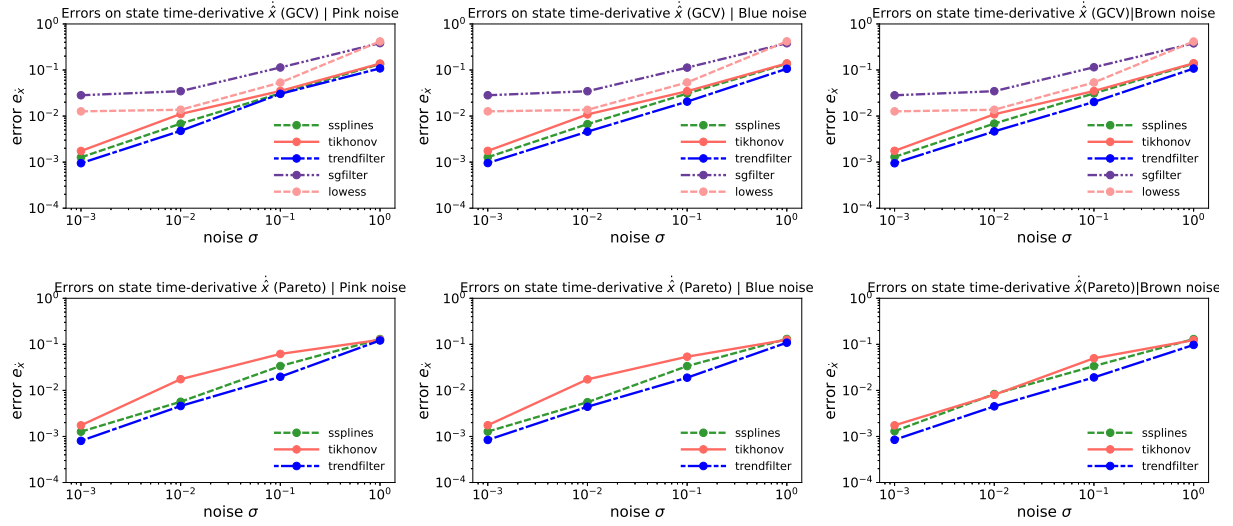 Errors on state time-derivative ẋ̂ (GCV) | Pink noise
error eẋ
10⁰
10⁻¹
10⁻²
10⁻³
10⁻⁴
ssplines
tikhonov
trendfilter
sgfilter
lowess
10⁻³ 10⁻² 10⁻¹ 10⁰
noise σ
Errors on state time-derivative ẋ̂ (GCV) | Blue noise
error eẋ
10⁰
10⁻¹
10⁻²
10⁻³
10⁻⁴
ssplines
tikhonov
trendfilter
sgfilter
lowess
10⁻³ 10⁻² 10⁻¹ 10⁰
noise σ
Errors on state time-derivative ẋ̂ (GCV)|Brown noise
error eẋ
10⁰
10⁻¹
10⁻²
10⁻³
10⁻⁴
ssplines
tikhonov
trendfilter
sgfilter
lowess
10⁻³ 10⁻² 10⁻¹ 10⁰
noise σ
Errors on state time-derivative ẋ̂ (Pareto) | Pink noise
error eẋ
10⁰
10⁻¹
10⁻²
10⁻³
10⁻⁴
ssplines
tikhonov
trendfilter
10⁻³ 10⁻² 10⁻¹ 10⁰
noise σ
Errors on state time-derivative ẋ̂ (Pareto) | Blue noise
error eẋ
10⁰
10⁻¹
10⁻²
10⁻³
10⁻⁴
ssplines
tikhonov
trendfilter
10⁻³ 10⁻² 10⁻¹ 10⁰
noise σ
Errors on state time-derivative ẋ̂(Pareto)|Brown noise
error eẋ
10⁰
10⁻¹
10⁻²
10⁻³
10⁻⁴
ssplines
tikhonov
trendfilter
10⁻³ 10⁻² 10⁻¹ 10⁰
noise σ